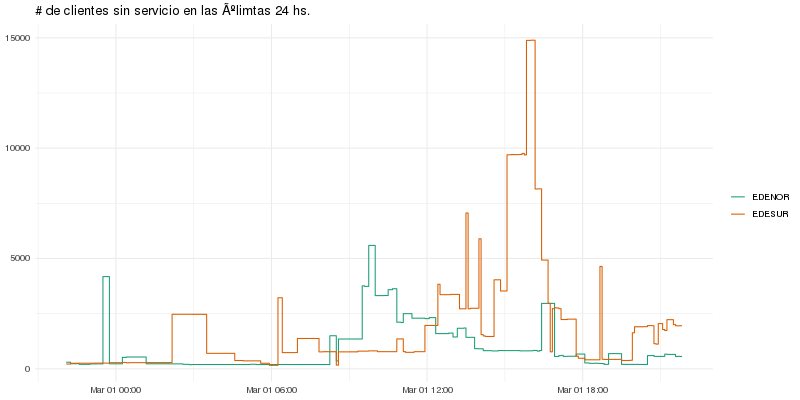 # de clientes sin servicio en las Ãºlimtas 24 hs.
15000
10000
5000
0
Mar 01 00:00
Mar 01 06:00
Mar 01 12:00
Mar 01 18:00
EDENOR
EDESUR